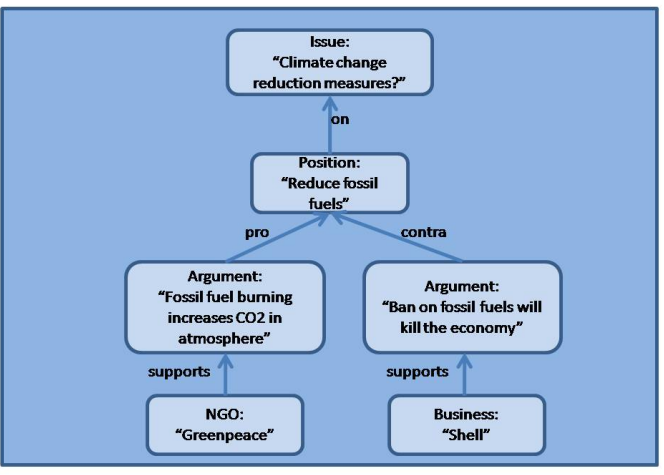 Issue:
“Climate change
reduction measures?”
on
Position:
“Reduce fossil
fuels”
pro
contra
Argument:
“Fossil fuel burning
increases CO2 in
atmosphere”
Argument:
“Ban on fossil fuels will
kill the economy”
supports
supports
NGO:
“Greenpeace”
Business:
“Shell”